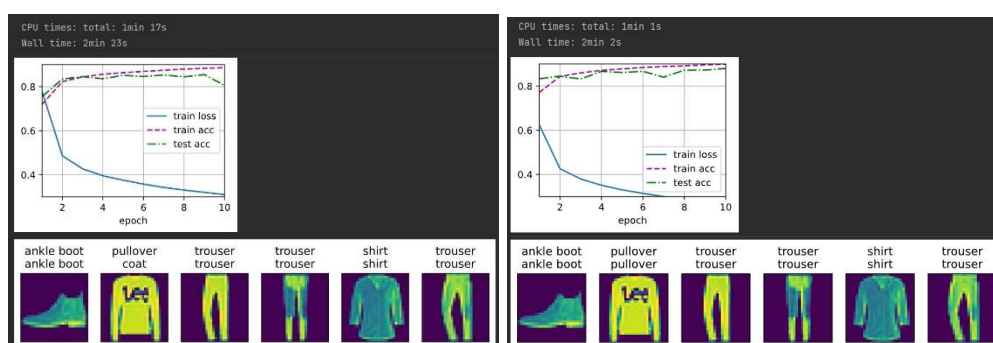 CPU times: total: 1min 17s
Wall time: 2min 23s
0.8
0.6
0.4
train loss
train acc
test acc
2 4 6 8 10
epoch
ankle boot pullover trouser trouser shirt trouser
ankle boot coat trouser trouser shirt trouser
Lee
CPU times: total: 1min 1s
Wall time: 2min 2s
0.8
0.6
0.4
train loss
train acc
test acc
2 4 6 8 10
epoch
ankle boot pullover trouser trouser shirt trouser
ankle boot pullover trouser trouser shirt trouser
Lee